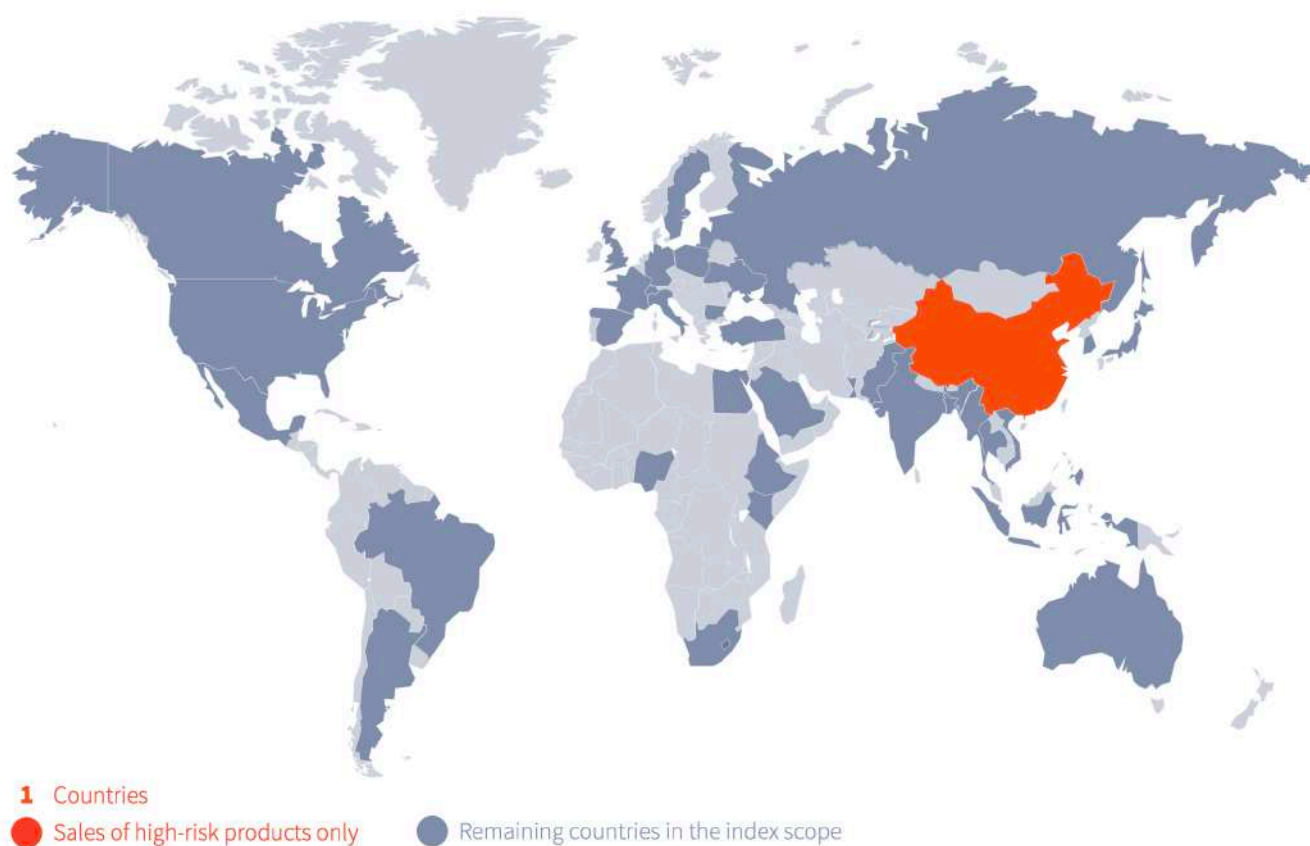 1 Countries
Sales of high-risk products only
Remaining countries in the index scope